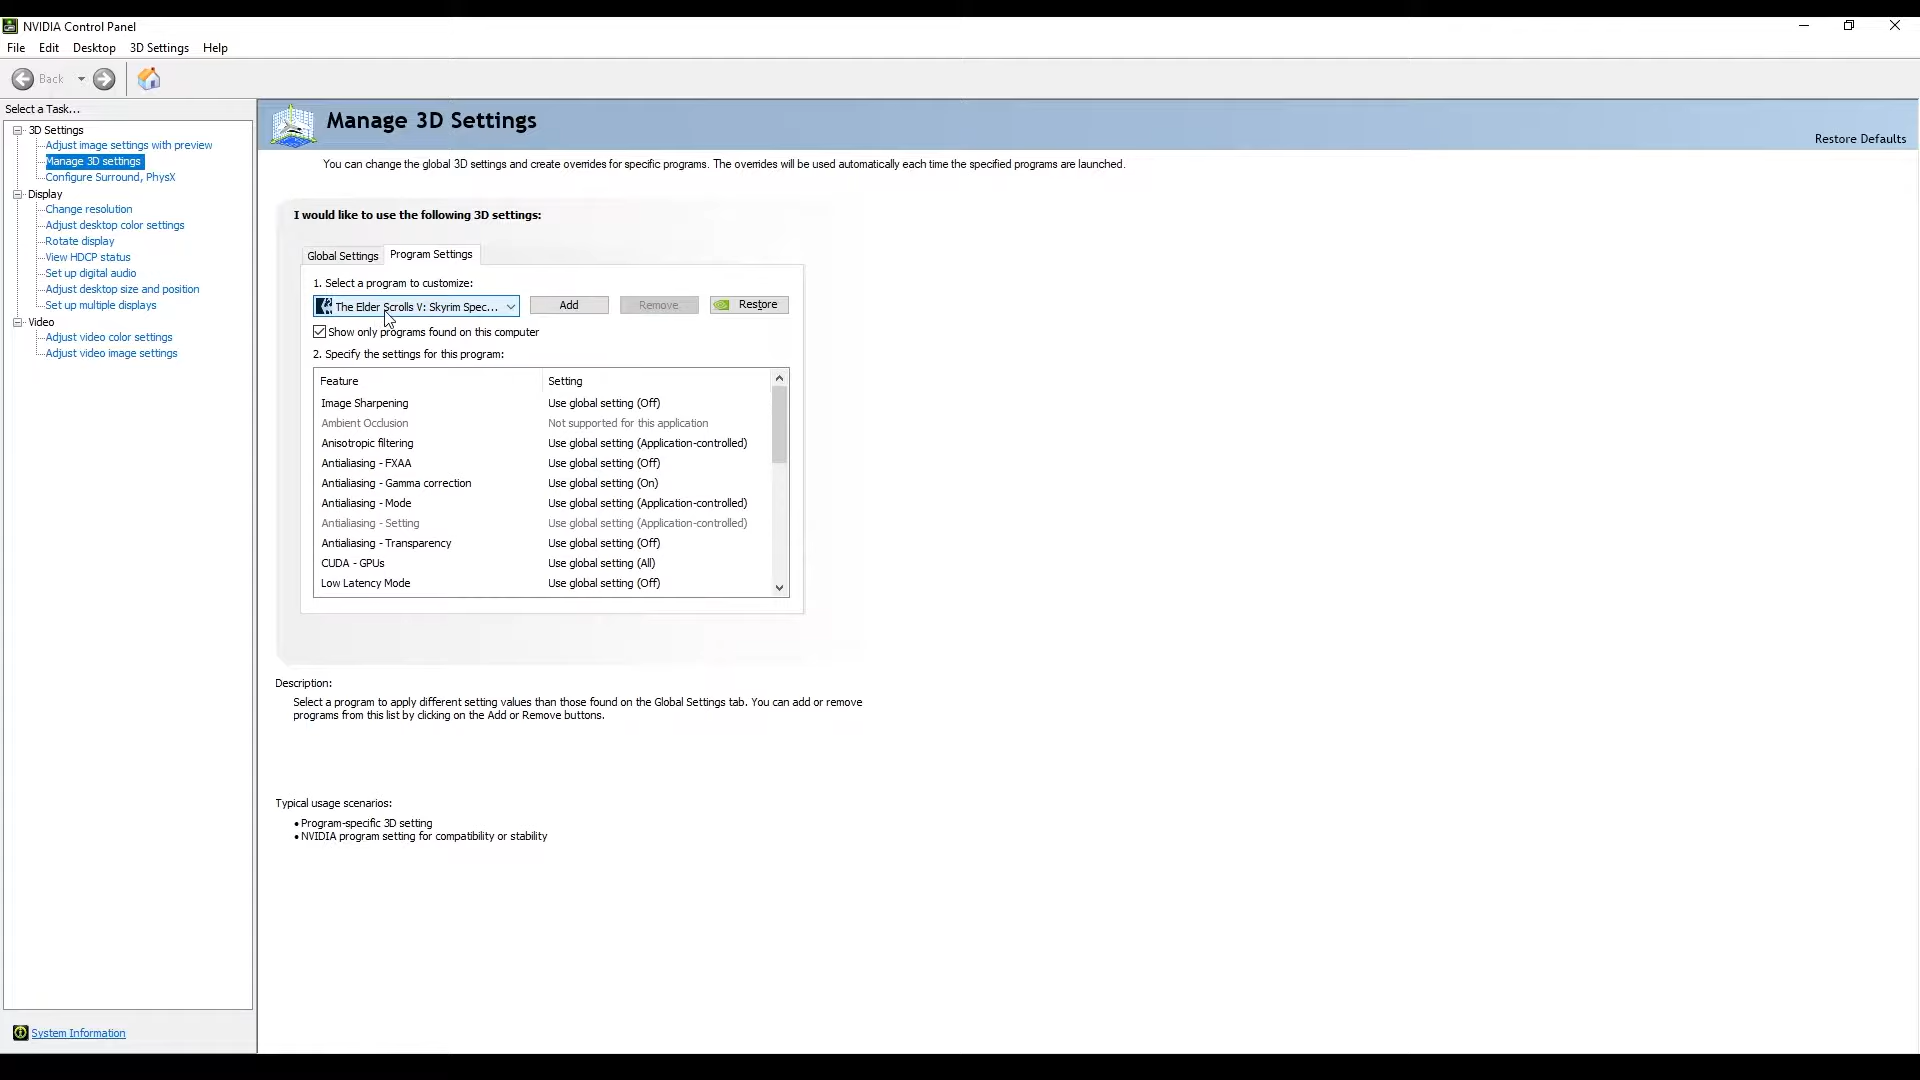 NVIDIA Control Panel
File Edit Desktop 3D Settings Help
Back
Select a Task...
3D Settings
Adjust image settings with preview
Manage 3D settings
Configure Surround, PhysX
Display
Change resolution
Adjust desktop color settings
Rotate display
View HDCP status
Set up digital audio
Adjust desktop size and position
Set up multiple displays
Video
Adjust video color settings
Adjust video image settings
System Information
Manage 3D Settings
Restore Defaults
You can change the global 3D settings and create overrides for specific programs. The overrides will be used automatically each time the specified programs are launched.
I would like to use the following 3D settings:
Global Settings Program Settings
1. Select a program to customize:
The Elder Scrolls V: Skyrim Spec... Add Remove Restore
Show only programs found on this computer
2. Specify the settings for this program:
Feature Setting
Image Sharpening Use global setting (Off)
Ambient Occlusion Not supported for this application
Anisotropic filtering Use global setting (Application-controlled)
Antialiasing - FXAA Use global setting (Off)
Antialiasing - Gamma correction Use global setting (On)
Antialiasing - Mode Use global setting (Application-controlled)
Antialiasing - Setting Use global setting (Application-controlled)
Antialiasing - Transparency Use global setting (Off)
CUDA - GPUs Use global setting (All)
Low Latency Mode Use global setting (Off)
Description:
Select a program to apply different setting values than those found on the Global Settings tab. You can add or remove
programs from this list by clicking on the Add or Remove buttons.
Typical usage scenarios:
• Program-specific 3D setting
• NVIDIA program setting for compatibility or stability